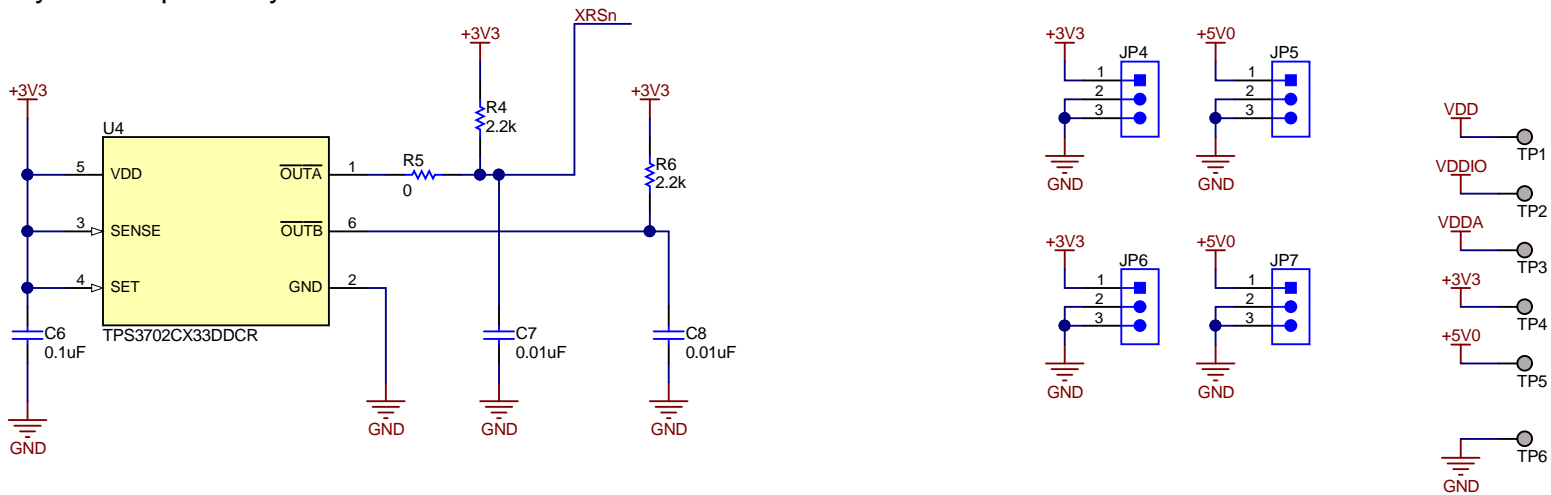 XRSn
+3V3
R4
2.2k
+3V3
+3V3
R6
2.2k
U4
5
VDD
OUTA
1
R5
0
3
SENSE
OUTB
6
4
SET
GND
2
TPS3702CX33DDCR
C6
0.1uF
C7
0.01uF
C8
0.01uF
GND
GND
GND
GND
+3V3
JP4
1
2
3
GND
+5V0
JP5
1
2
3
GND
+3V3
JP6
1
2
3
GND
+5V0
JP7
1
2
3
GND
VDD
TP1
VDDIO
TP2
VDDA
TP3
+3V3
TP4
+5V0
TP5
TP6
GND